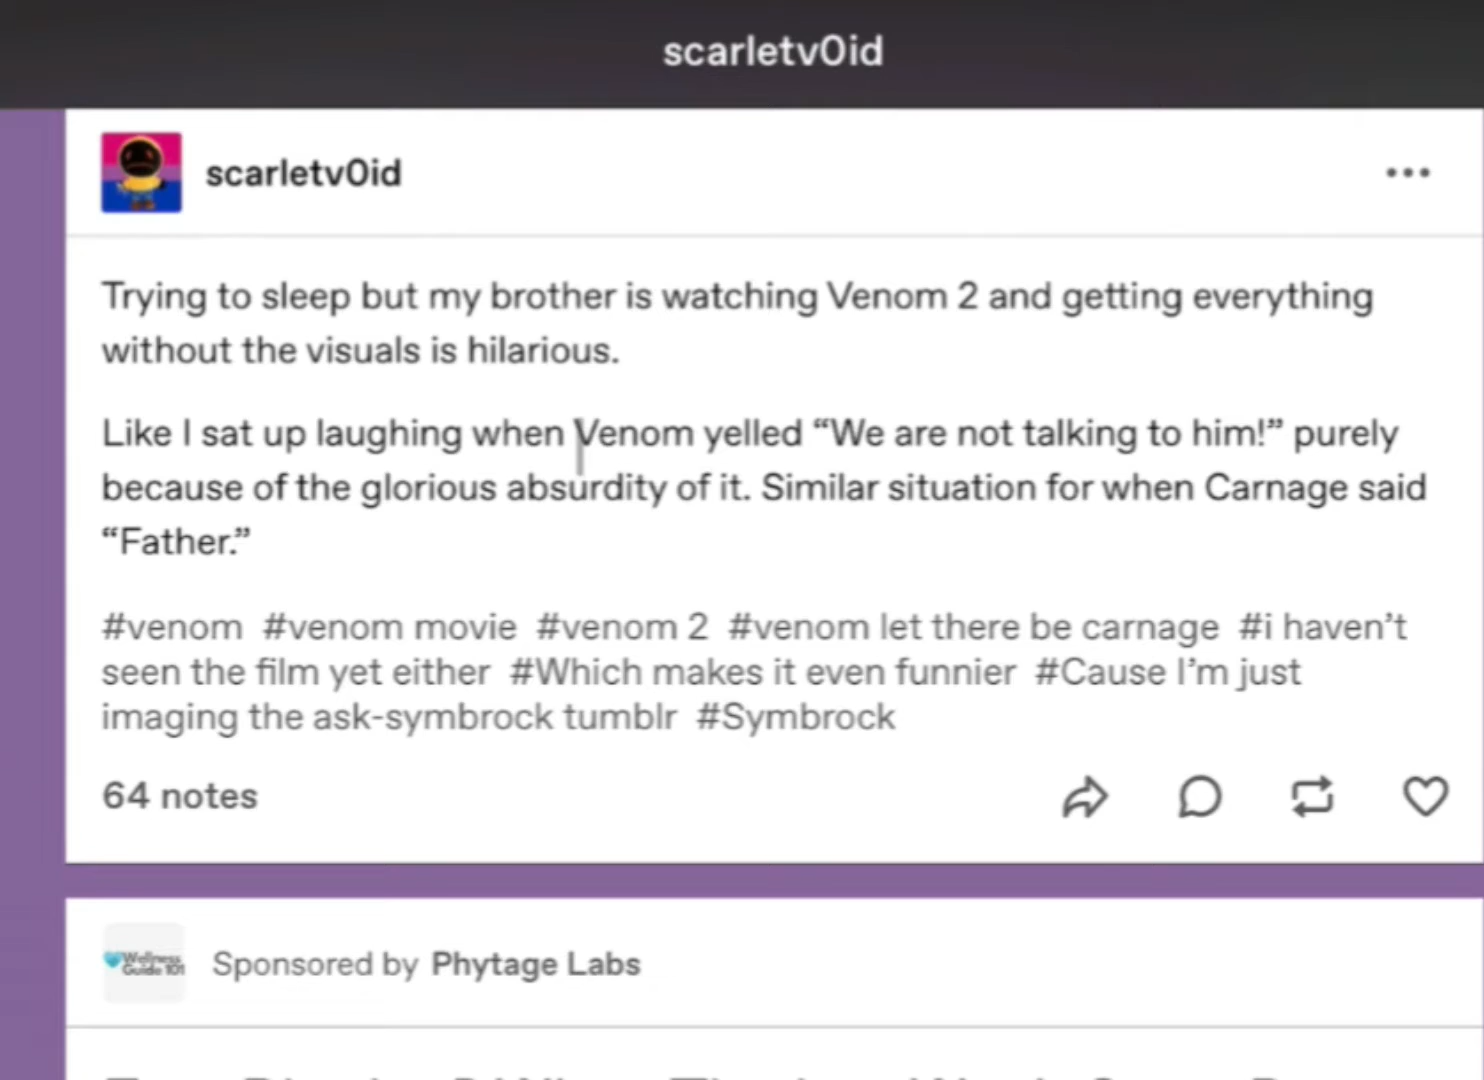 scarletv0id
scarletv0id
Trying to sleep but my brother is watching Venom 2 and getting everything
without the visuals is hilarious.
Like I sat up laughing when Venom yelled “We are not talking to him!” purely
because of the glorious absurdity of it. Similar situation for when Carnage said
“Father.”
#venom #venom movie #venom 2 #venom let there be carnage #i haven’t
seen the film yet either #Which makes it even funnier #Cause I’m just
imaging the ask-symbrock tumblr #Symbrock
64 notes
Wellness
Guide 101
Sponsored by Phytage Labs